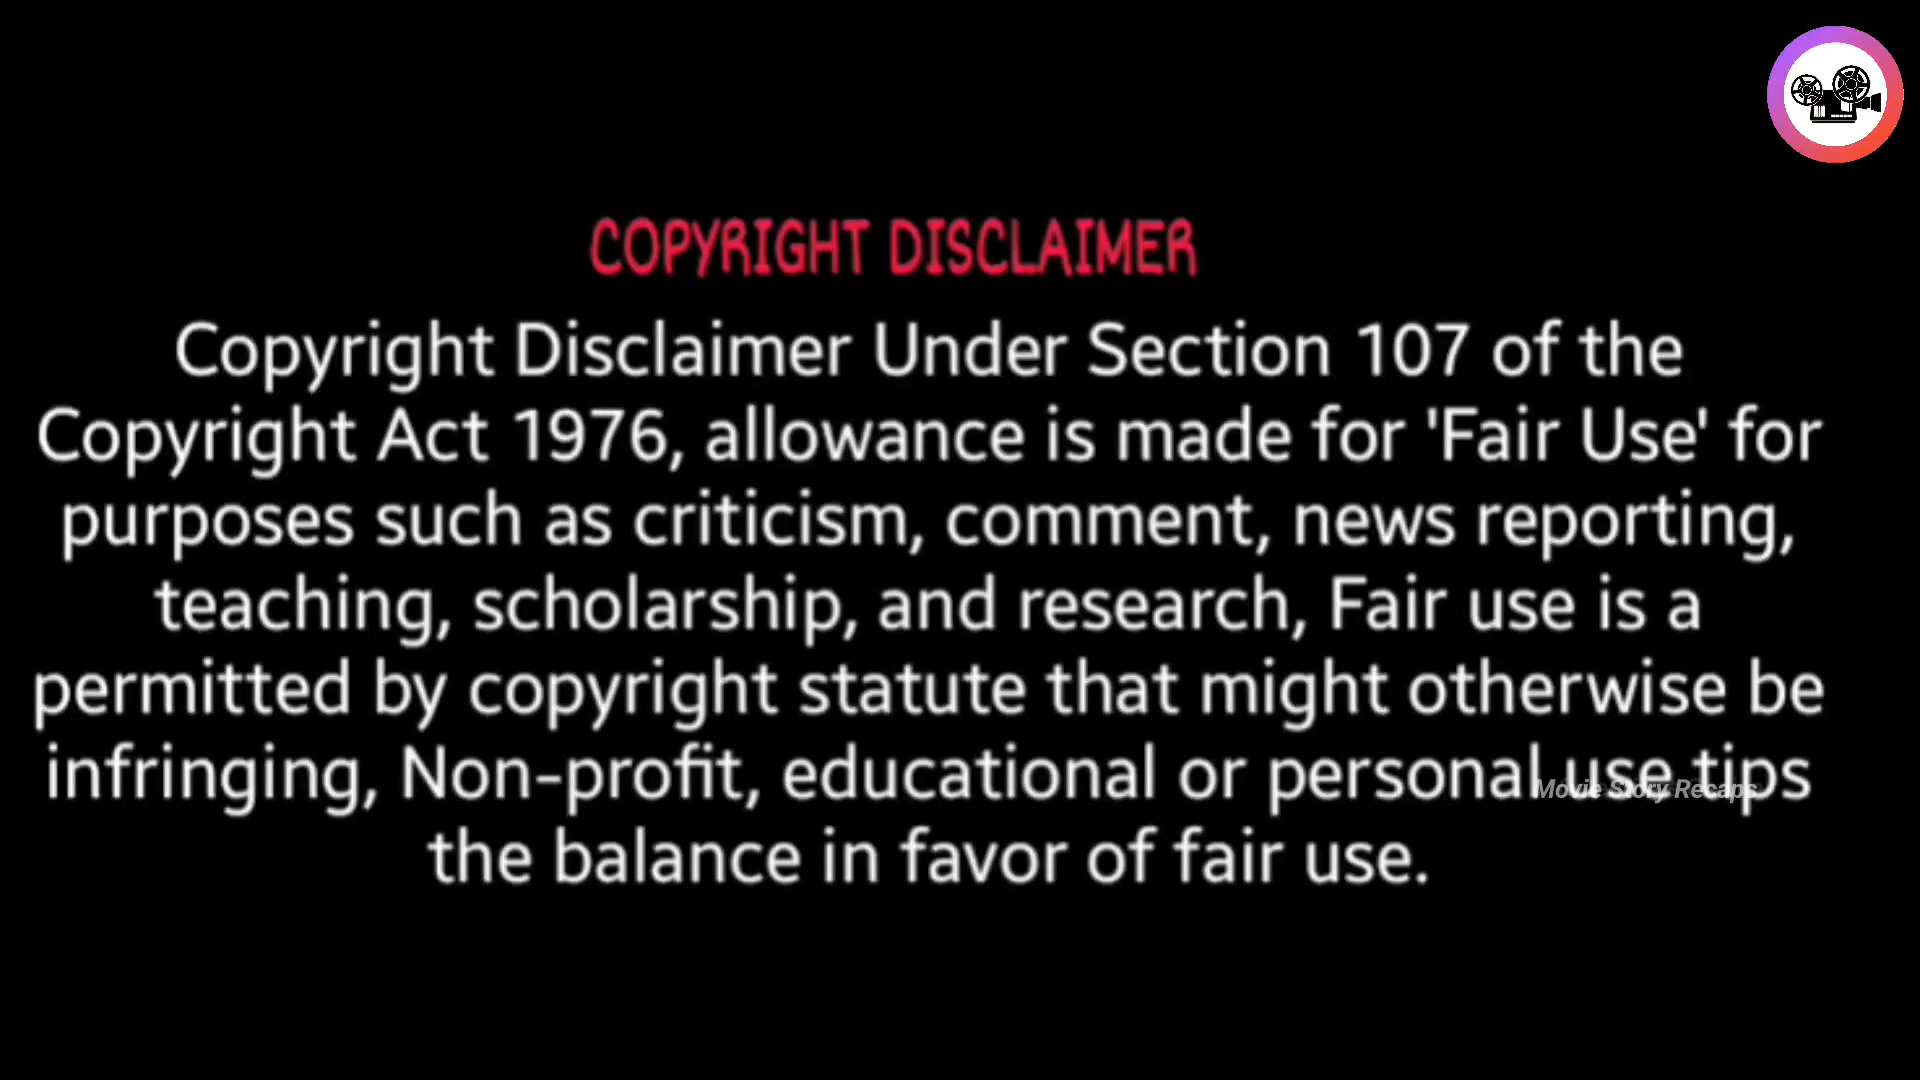 COPYRIGHT DISCLAIMER
Copyright Disclaimer Under Section 107 of the
Copyright Act 1976, allowance is made for 'Fair Use' for
purposes such as criticism, comment, news reporting,
teaching, scholarship, and research, Fair use is a
permitted by copyright statute that might otherwise be
infringing, Non-profit, educational or personal use tips
Movie Story Recaps
the balance in favor of fair use.